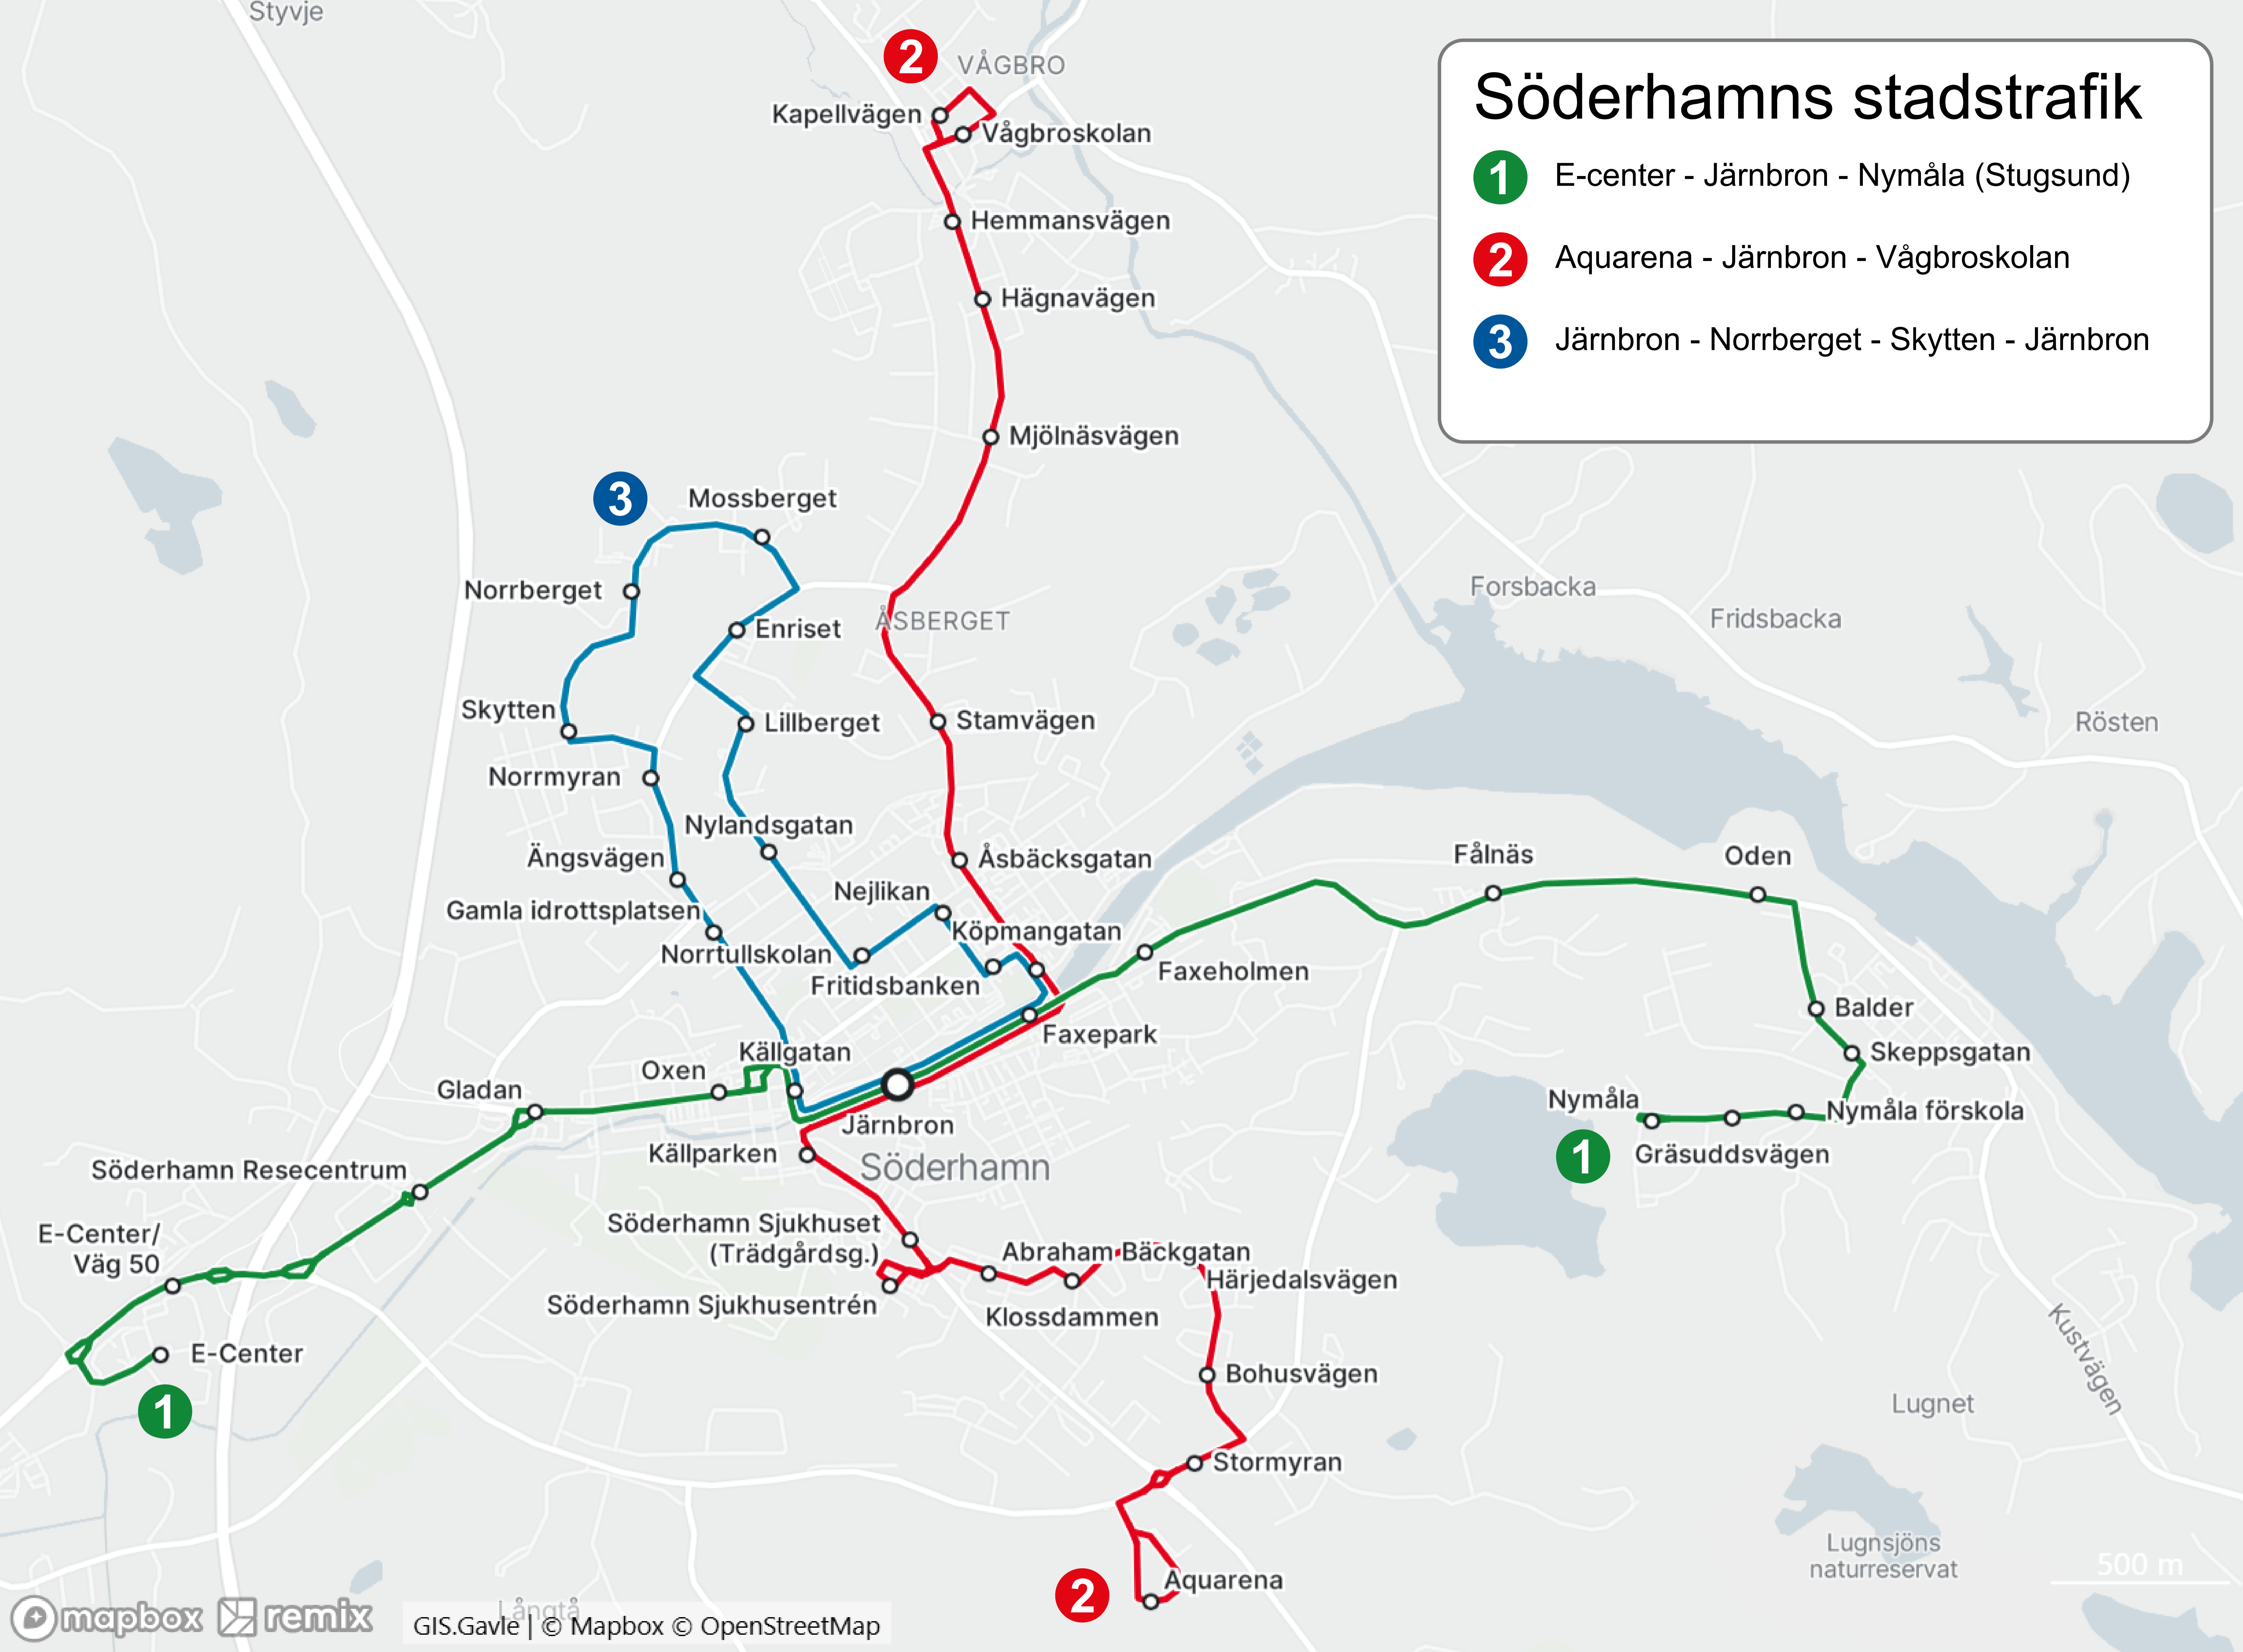 Styvje
2
VÅGBRO
Kapellvägen
Vågbroskolan
Hemmansvägen
Hägnavägen
Mjölnäsvägen
Söderhamns stadstrafik
1 E-center - Järnbron - Nymåla (Stugsund)
2 Aquarena - Järnbron - Vågbroskolan
3 Järnbron - Norrberget - Skytten - Järnbron
3
Mossberget
Norrberget
Enriset
ÅSBERGET
Forsbacka
Fridsbacka
Skytten
Lillberget
Stamvägen
Rösten
Norrmyran
Nylandsgatan
Ängsvägen
Åsbäcksgatan
Fålnäs
Oden
Nejlikan
Gamla idrottsplatsen
Köpmangatan
Norrtullskolan
Fritidsbanken
Faxeholmen
Balder
Faxepark
Källgatan
Skeppsgatan
Oxen
Gladan
Nymåla
Nymåla förskola
Järnbron
Källparken
Söderhamn
1
Gräsuddsvägen
Söderhamn Resecentrum
E-Center/
Väg 50
Söderhamn Sjukhuset
(Trädgårdsg.)
Abraham Bäckgatan
Härjedalsvägen
Söderhamn Sjukhusentrén
Klossdammen
E-Center
1
Bohusvägen
Kustvägen
Lugnet
Stormyran
Lugnsjöns
naturreservat
500 m
Aquarena
2
Långtå
mapbox remix
GIS.Gavle | © Mapbox © OpenStreetMap